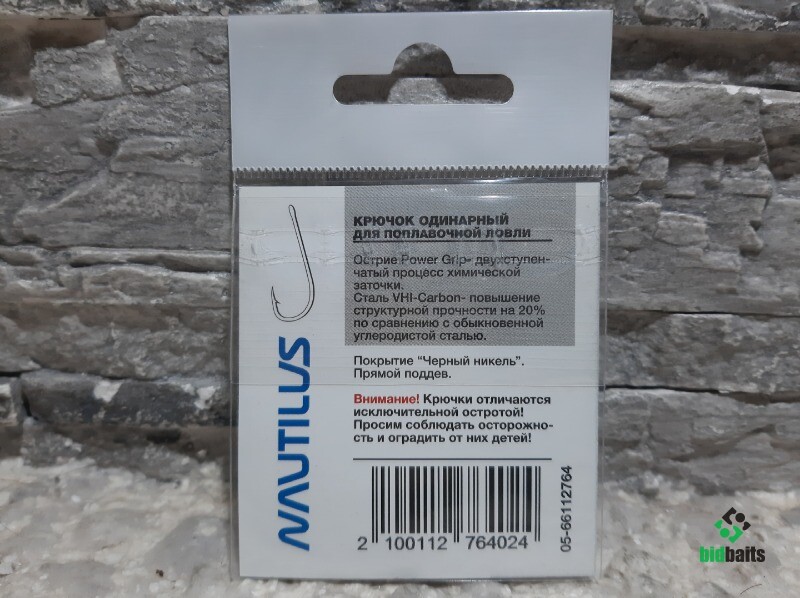 КРЮЧОК ОДИНАРНЫЙ
ДЛЯ ПОПЛАВОЧНОЙ ЛОВЛИ
Острие Power Grip- двухступен-
чатый процесс химической
заточки.
Сталь VHI-Carbon- повышение
структурной прочности на 20%
по сравнению с обыкновенной
углеродистой сталью.
Покрытие "Черный никель".
Прямой поддев.
Внимание! Крючки отличаются
исключительной остротой!
Просим соблюдать осторожно-
сть и оградить от них детей!
NAUTILUS
2 100112 764024
05-66112764
bidbaits